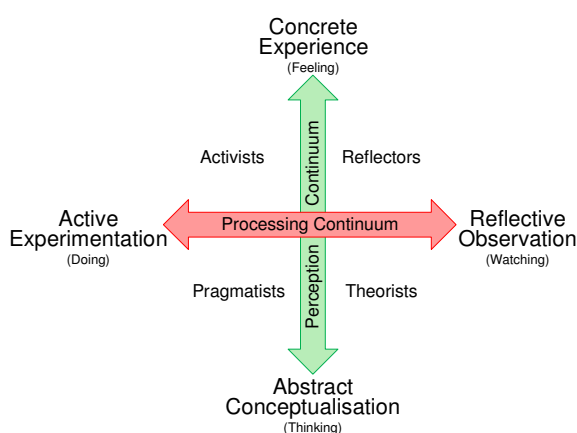 Concrete
Experience
(Feeling)
Activists
Continuum
Reflectors
Active
Experimentation
(Doing)
Processing Continuum
Reflective
Observation
(Watching)
Pragmatists
Perception
Theorists
Abstract
Conceptualisation
(Thinking)